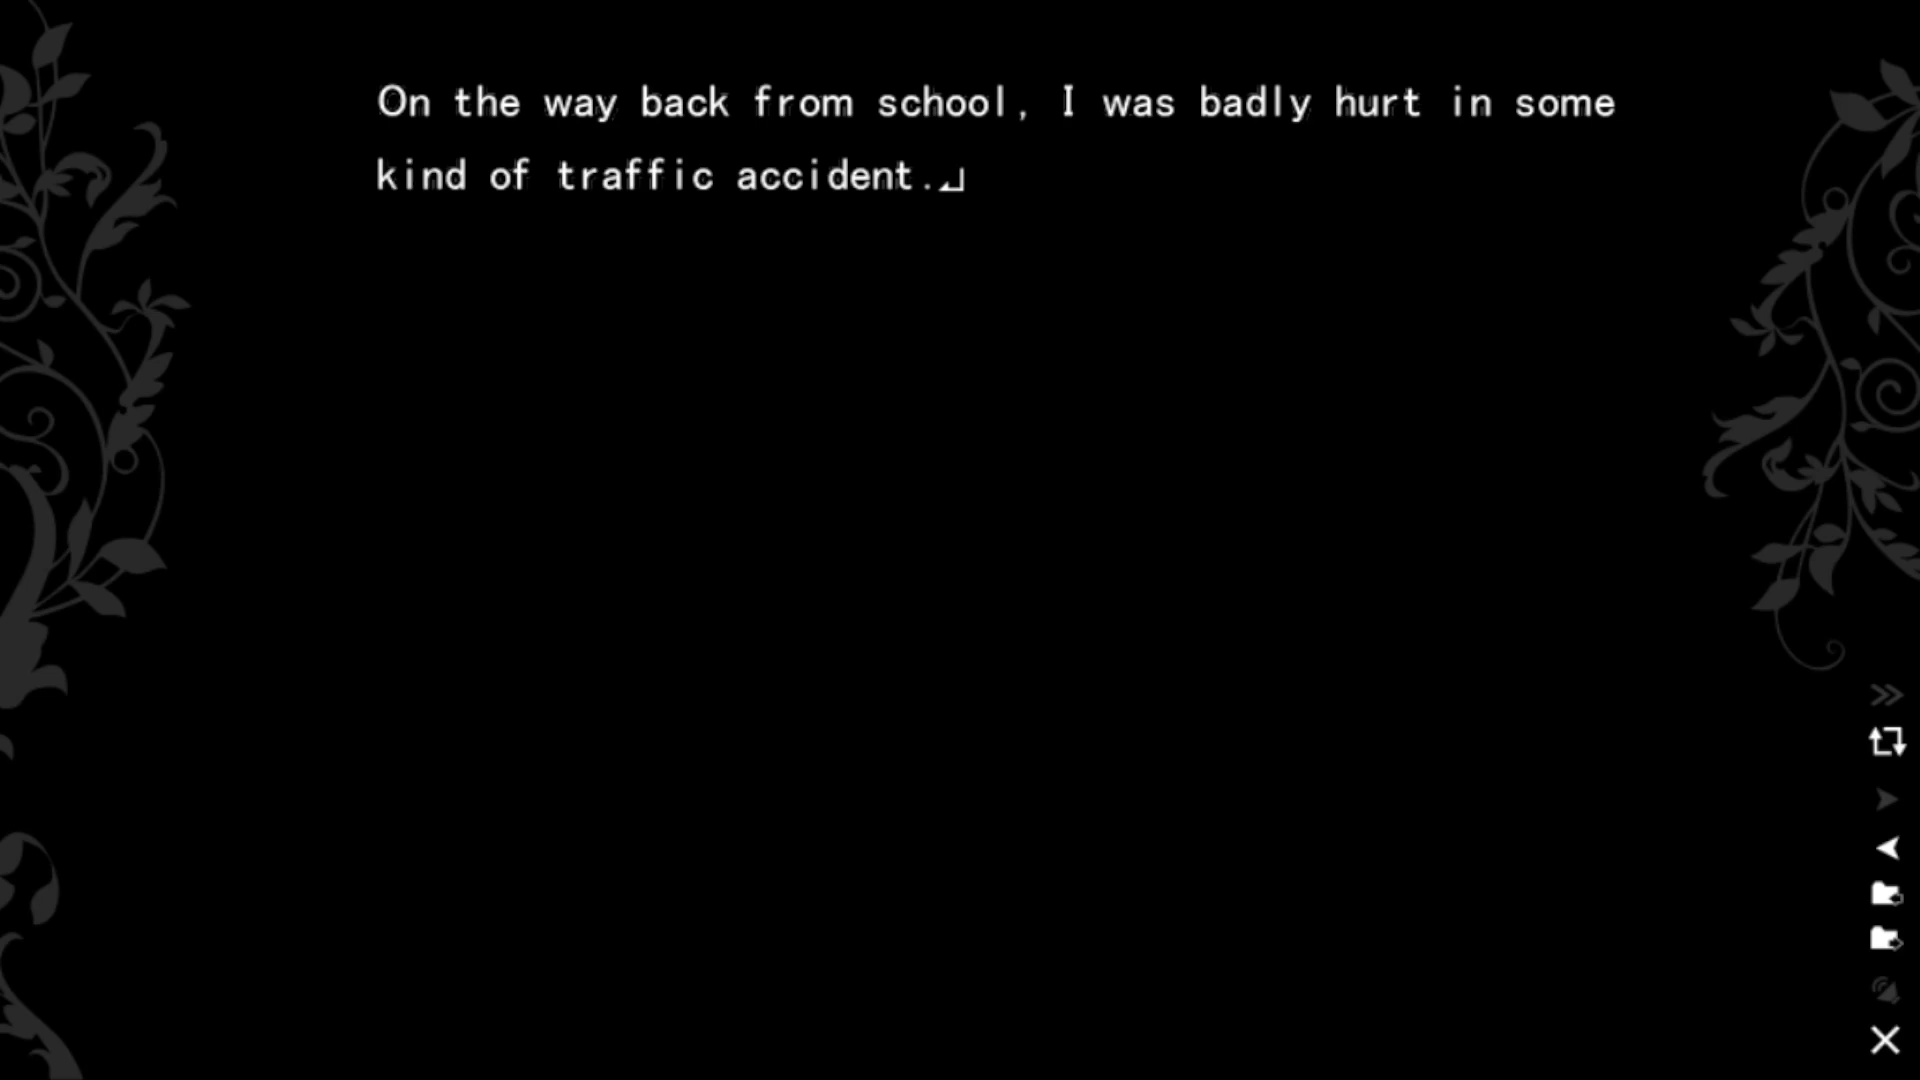 On the way back from school, I was badly hurt in some
kind of traffic accident.